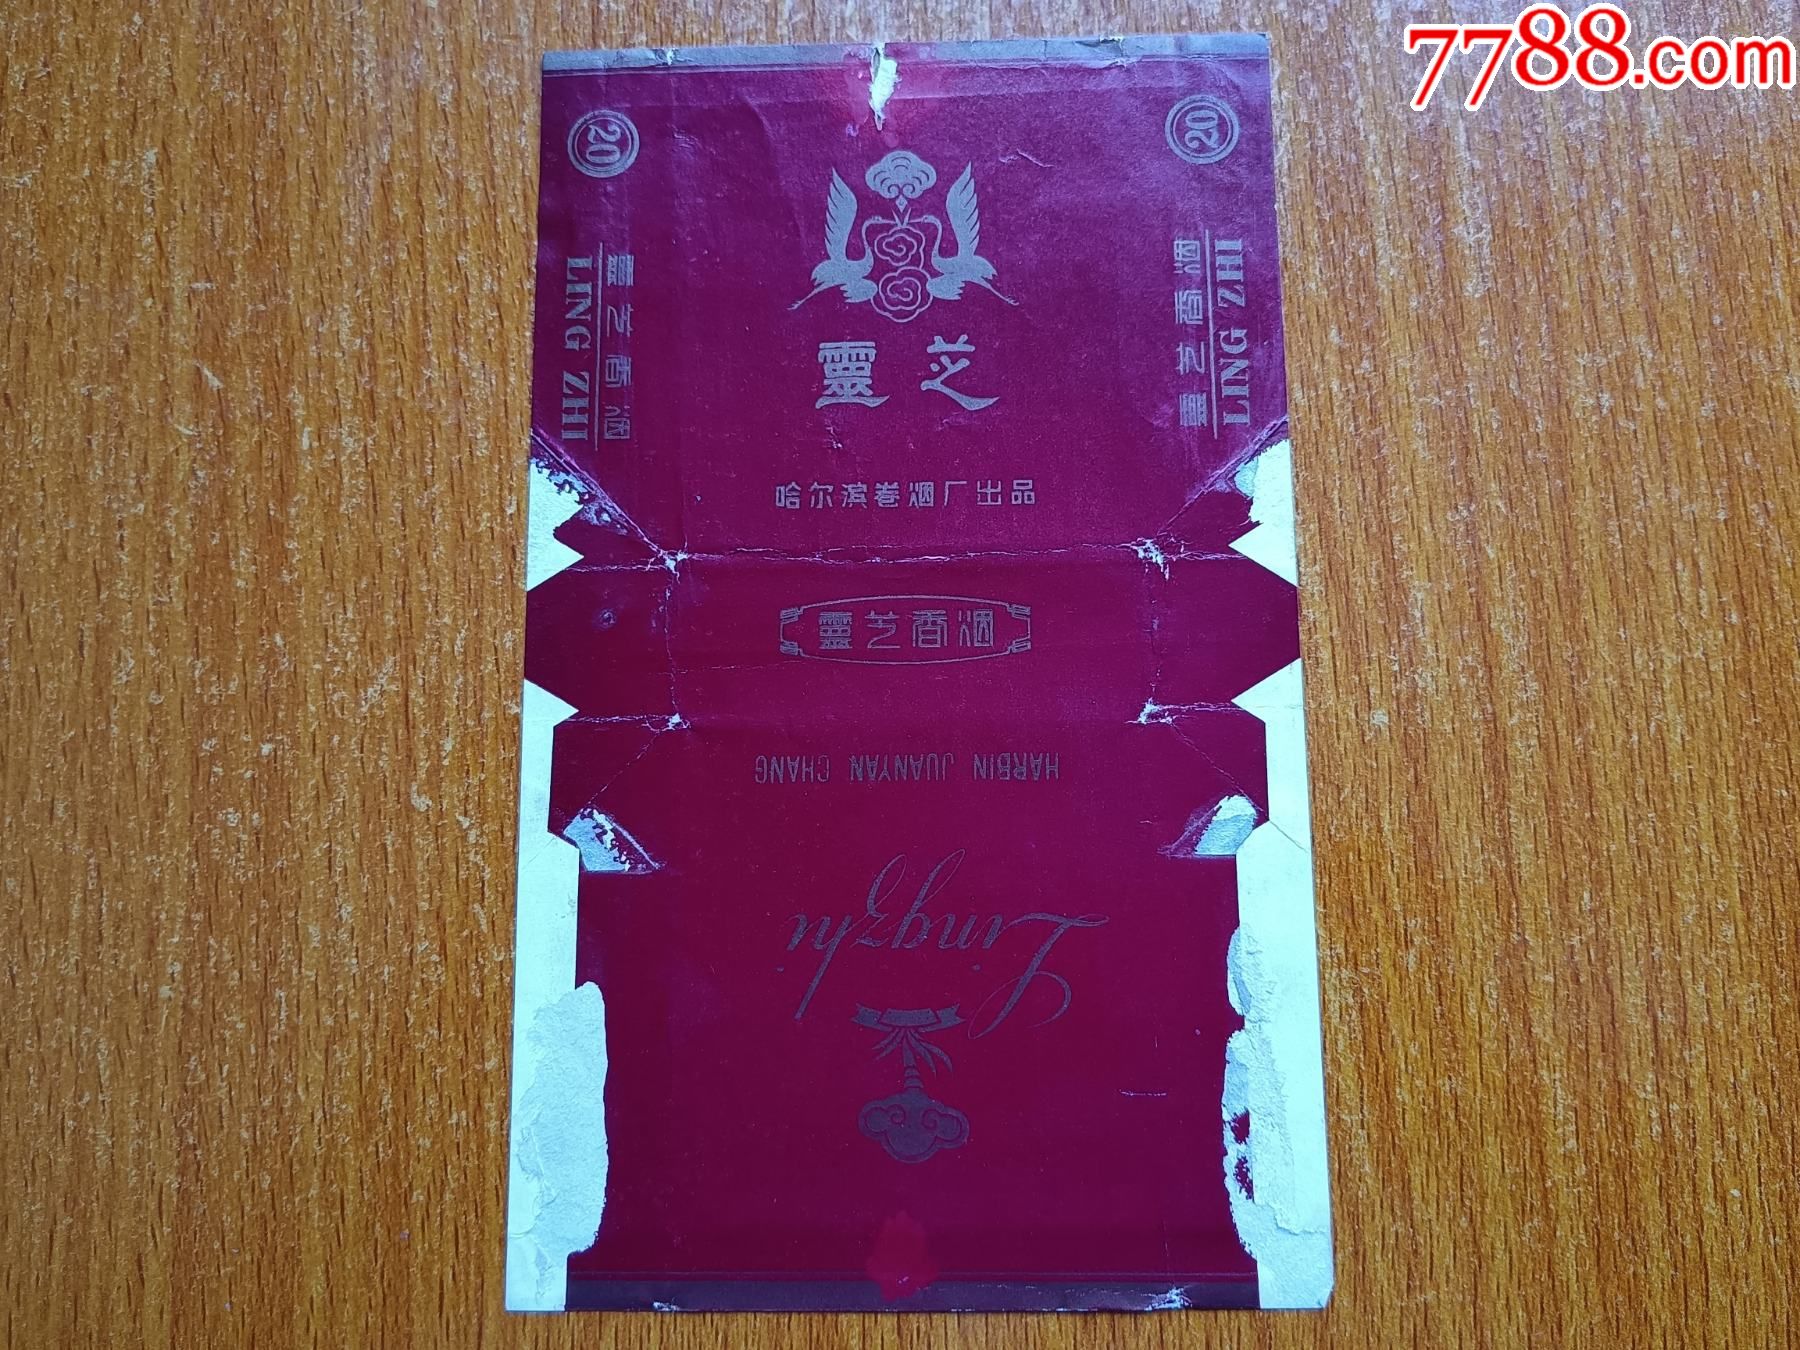 7788.com
20
20
靈芝香烟
LING ZHI
靈芝香烟
LING ZHI
靈芝
哈尔滨卷烟厂出品
靈芝香烟
HARBIN JUANYAN CHANG
Lingzhi